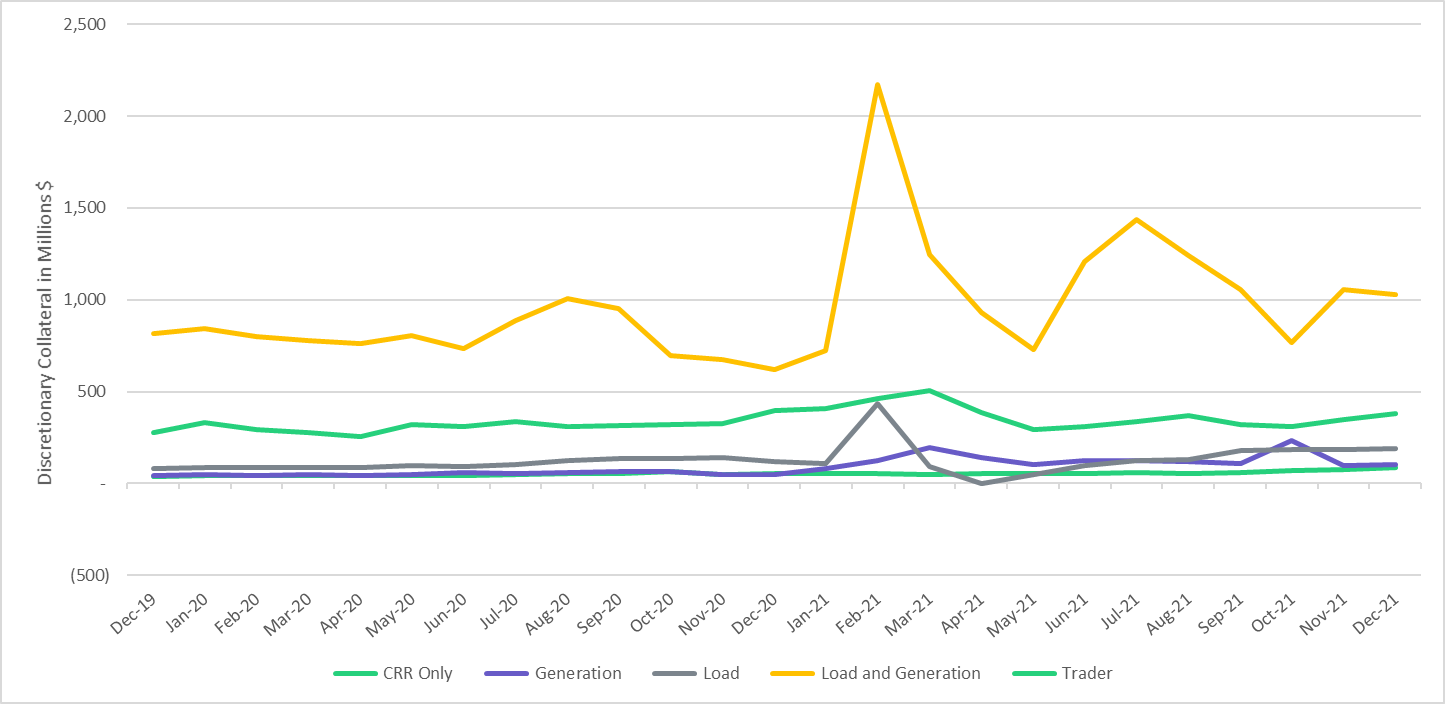 2,500
2,000
1,500
1,000
500
-
(500)
Discretionary Collateral in Millions $
Dec-19
Jan-20
Feb-20
Mar-20
Apr-20
May-20
Jun-20
Jul-20
Aug-20
Sep-20
Oct-20
Nov-20
Dec-20
Jan-21
Feb-21
Mar-21
Apr-21
May-21
Jun-21
Jul-21
Aug-21
Sep-21
Oct-21
Nov-21
Dec-21
CRR Only
Generation
Load
Load and Generation
Trader